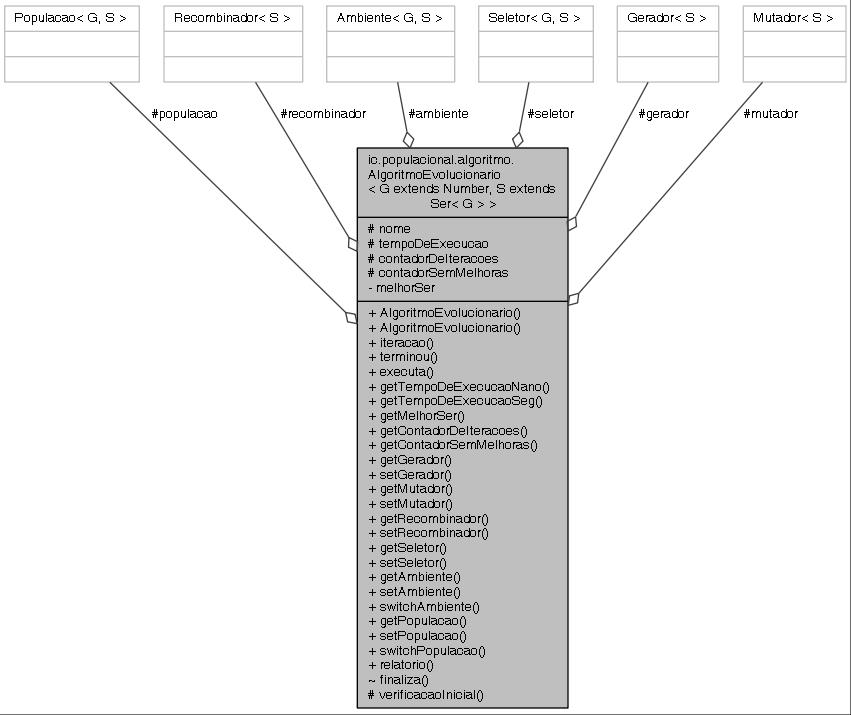 Populacao< G, S >
Recombinador< S >
Ambiente< G, S >
Seletor< G, S >
Gerador< S >
Mutador< S >
#populacao
#recombinador
#ambiente
#seletor
#gerador
#mutador
ic.populacional.algoritmo.
AlgoritmoEvolucionario
< G extends Number, S extends
Ser< G > >
# nome
# tempoDeExecucao
# contadorDeIteracoes
# contadorSemMelhoras
- melhorSer
+ AlgoritmoEvolucionario()
+ AlgoritmoEvolucionario()
+ iteracao()
+ terminou()
+ executa()
+ getTempoDeExecucaoNano()
+ getTempoDeExecucaoSeg()
+ getMelhorSer()
+ getContadorDeIteracoes()
+ getContadorSemMelhoras()
+ getGerador()
+ setGerador()
+ getMutador()
+ setMutador()
+ getRecombinador()
+ setRecombinador()
+ getSeletor()
+ setSeletor()
+ getAmbiente()
+ setAmbiente()
+ switchAmbiente()
+ getPopulacao()
+ setPopulacao()
+ switchPopulacao()
+ relatorio()
~ finaliza()
# verificacaoInicial()